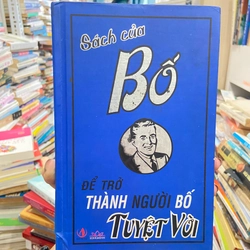 Sách của
Bố
ĐỂ TRỞ
THÀNH NGƯỜI BỐ
TUYỆT VỜI